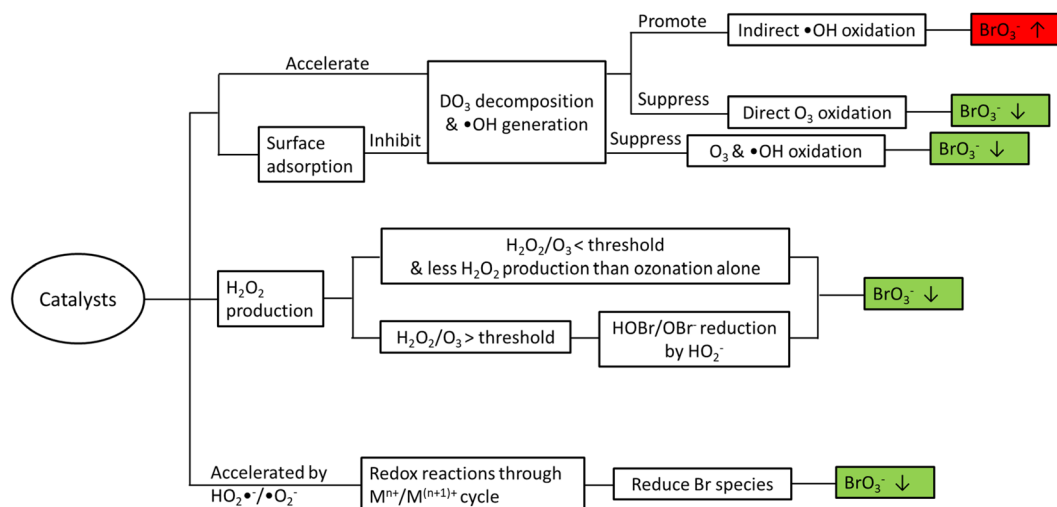 Promote
Indirect •OH oxidation
BrO₃⁻ ↑
Accelerate
DO₃ decomposition
& •OH generation
Suppress
Direct O₃ oxidation
BrO₃⁻ ↓
Surface
adsorption
Inhibit
Suppress
O₃ & •OH oxidation
BrO₃⁻ ↓
H₂O₂/O₃ < threshold
& less H₂O₂ production than ozonation alone
Catalysts
H₂O₂
production
BrO₃⁻ ↓
H₂O₂/O₃ > threshold
HOBr/OBr⁻ reduction
by HO₂⁻
Accelerated by
HO₂•⁻/•O₂⁻
Redox reactions through
Mⁿ⁺/M⁽ⁿ⁺¹⁾⁺ cycle
Reduce Br species
BrO₃⁻ ↓